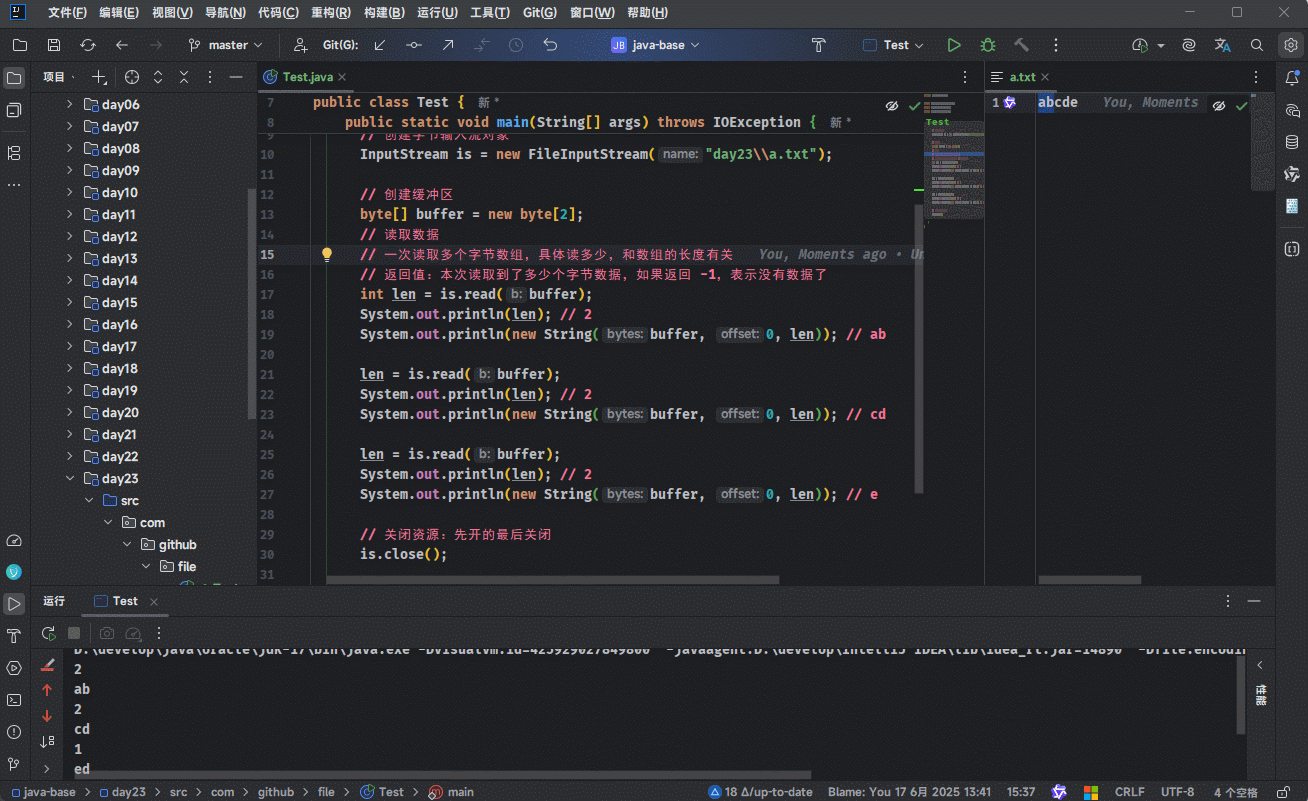 文件(F) 编辑(E) 视图(V) 导航(N) 代码(C) 重构(R) 构建(B) 运行(U) 工具(T) Git(G) 窗口(W) 帮助(H)
master Git(G): JB java-base Test
项目
day06
day07
day08
day09
day10
day11
day12
day13
day14
day15
day16
day17
day18
day19
day20
day21
day22
day23
src
com
github
file
Test.java
7 public class Test { 新 *
8 public static void main(String[] args) throws IOException { 新 *
9 // 创建字节输入流对象
10 InputStream is = new FileInputStream( name: "day23\\a.txt");
11
12 // 创建缓冲区
13 byte[] buffer = new byte[2];
14 // 读取数据
15 // 一次读取多个字节数组，具体读多少，和数组的长度有关 You, Moments ago • Un
16 // 返回值：本次读取到了多少个字节数据，如果返回 -1，表示没有数据了
17 int len = is.read( b: buffer);
18 System.out.println(len); // 2
19 System.out.println(new String( bytes: buffer, offset: 0, len)); // ab
20
21 len = is.read( b: buffer);
22 System.out.println(len); // 2
23 System.out.println(new String( bytes: buffer, offset: 0, len)); // cd
24
25 len = is.read( b: buffer);
26 System.out.println(len); // 2
27 System.out.println(new String( bytes: buffer, offset: 0, len)); // e
28
29 // 关闭资源：先开的最后关闭
30 is.close();
31
Test
a.txt
1 abcde You, Moments
运行 Test
D:\develop\java\Oracle\jdk-17\bin\java.exe -Dvisualvm.id=425929027849800 -javaagent:D:\develop\IntelliJ IDEA\lib\idea_rt.jar=14890 -Dfile.encodin
2
ab
2
cd
1
ed
性能
java-base > day23 > src > com > github > file > Test > main
18 Δ/up-to-date Blame: You 17 6月 2025 13:41 15:37 CRLF UTF-8 4 个空格